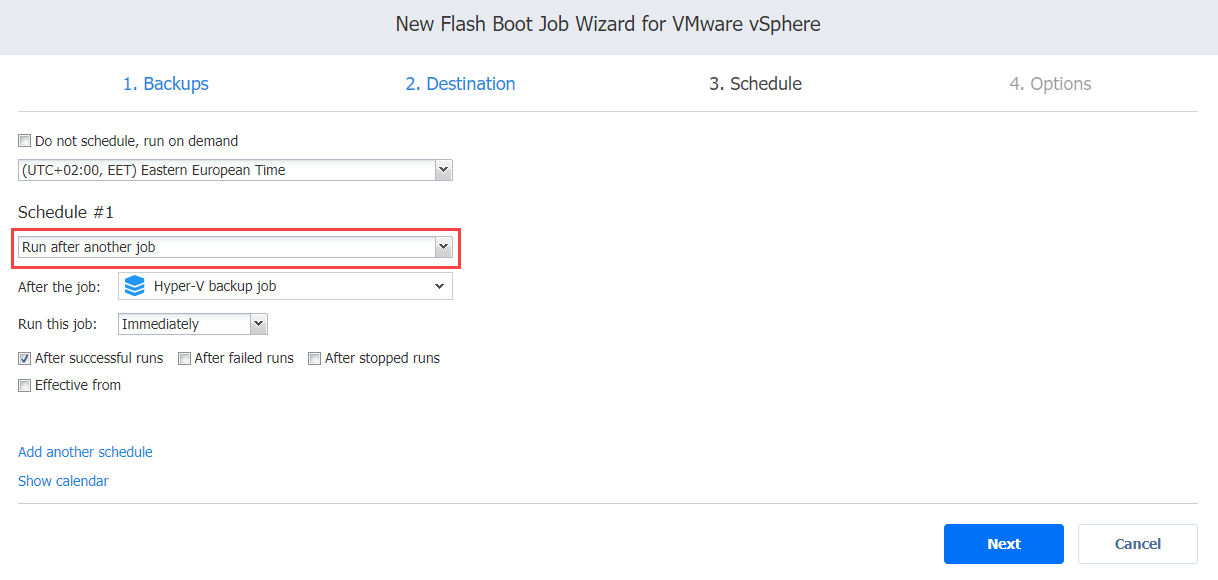 New Flash Boot Job Wizard for VMware vSphere
1. Backups 2. Destination 3. Schedule 4. Options
Do not schedule, run on demand
(UTC+02:00, EET) Eastern European Time
Schedule #1
Run after another job
After the job: Hyper-V backup job
Run this job: Immediately
After successful runs After failed runs After stopped runs
Effective from
Add another schedule
Show calendar
Next Cancel